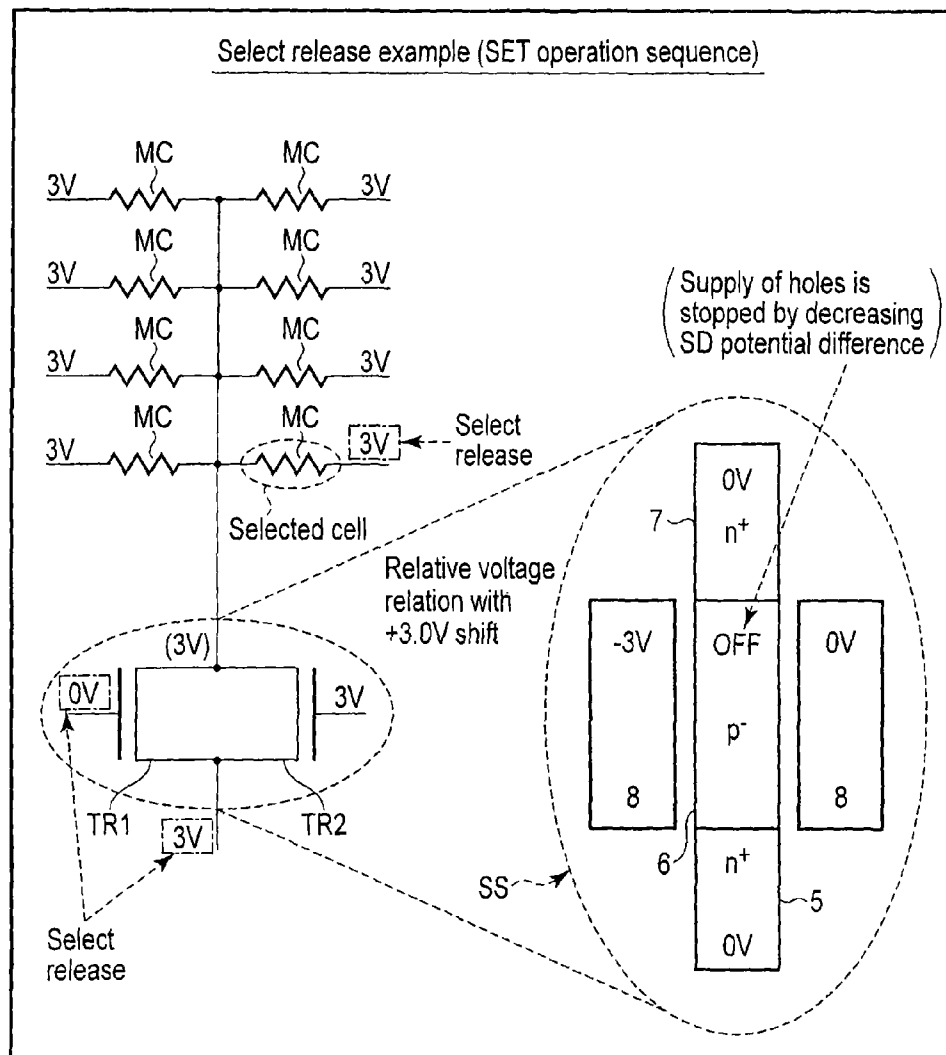 Select release example (SET operation sequence)
MC MC
3V 3V
MC MC
3V 3V
MC MC
3V 3V
MC MC
3V 3V
Select
release
Selected cell
(Supply of holes is
stopped by decreasing
SD potential difference)
Relative voltage
relation with
+3.0V shift
(3V)
0V 3V
TR1 TR2
3V
Select
release
0V
7
n+
-3V OFF 0V
p-
8 8
6
n+
SS 5
0V